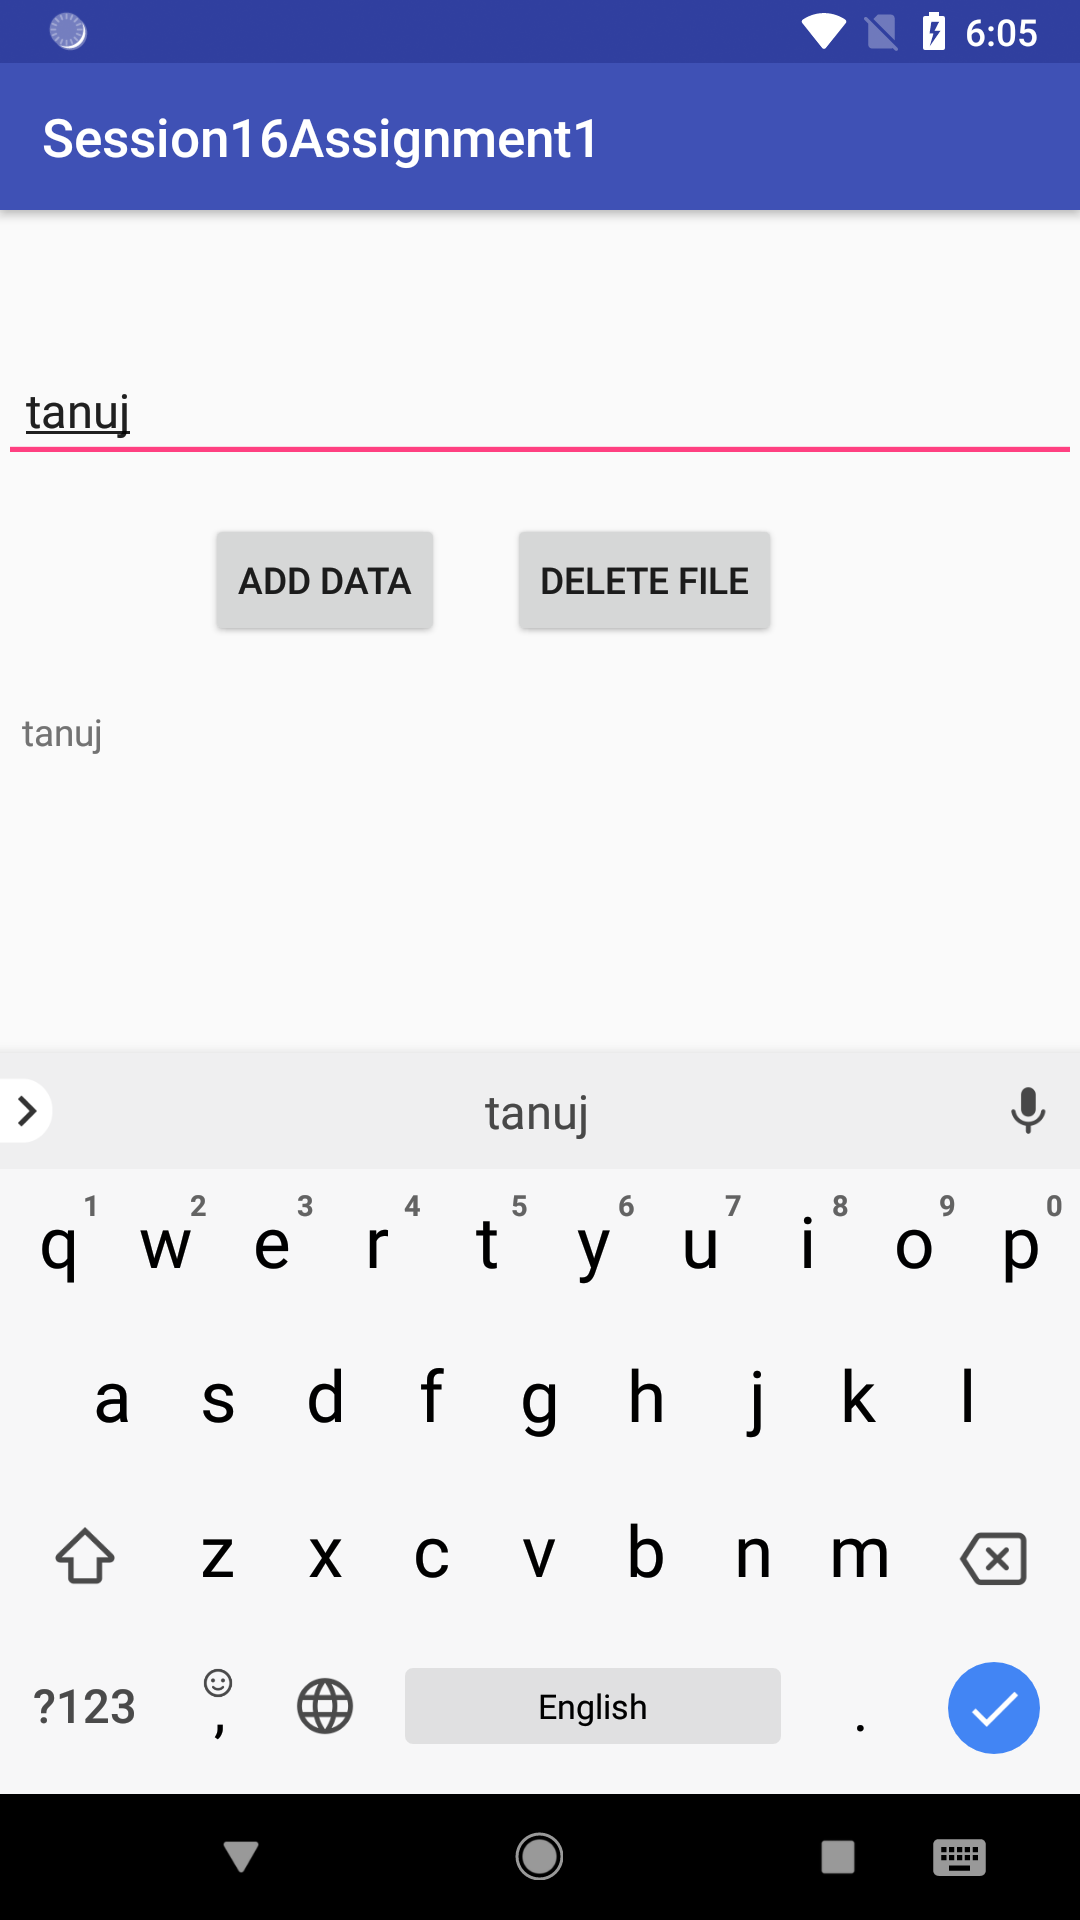 6:05
Session16Assignment1
tanuj
ADD DATA DELETE FILE
tanuj
tanuj
1 2 3 4 5 6 7 8 9 0
q w e r t y u i o p
a s d f g h j k l
z x c v b n m
?123 , English .